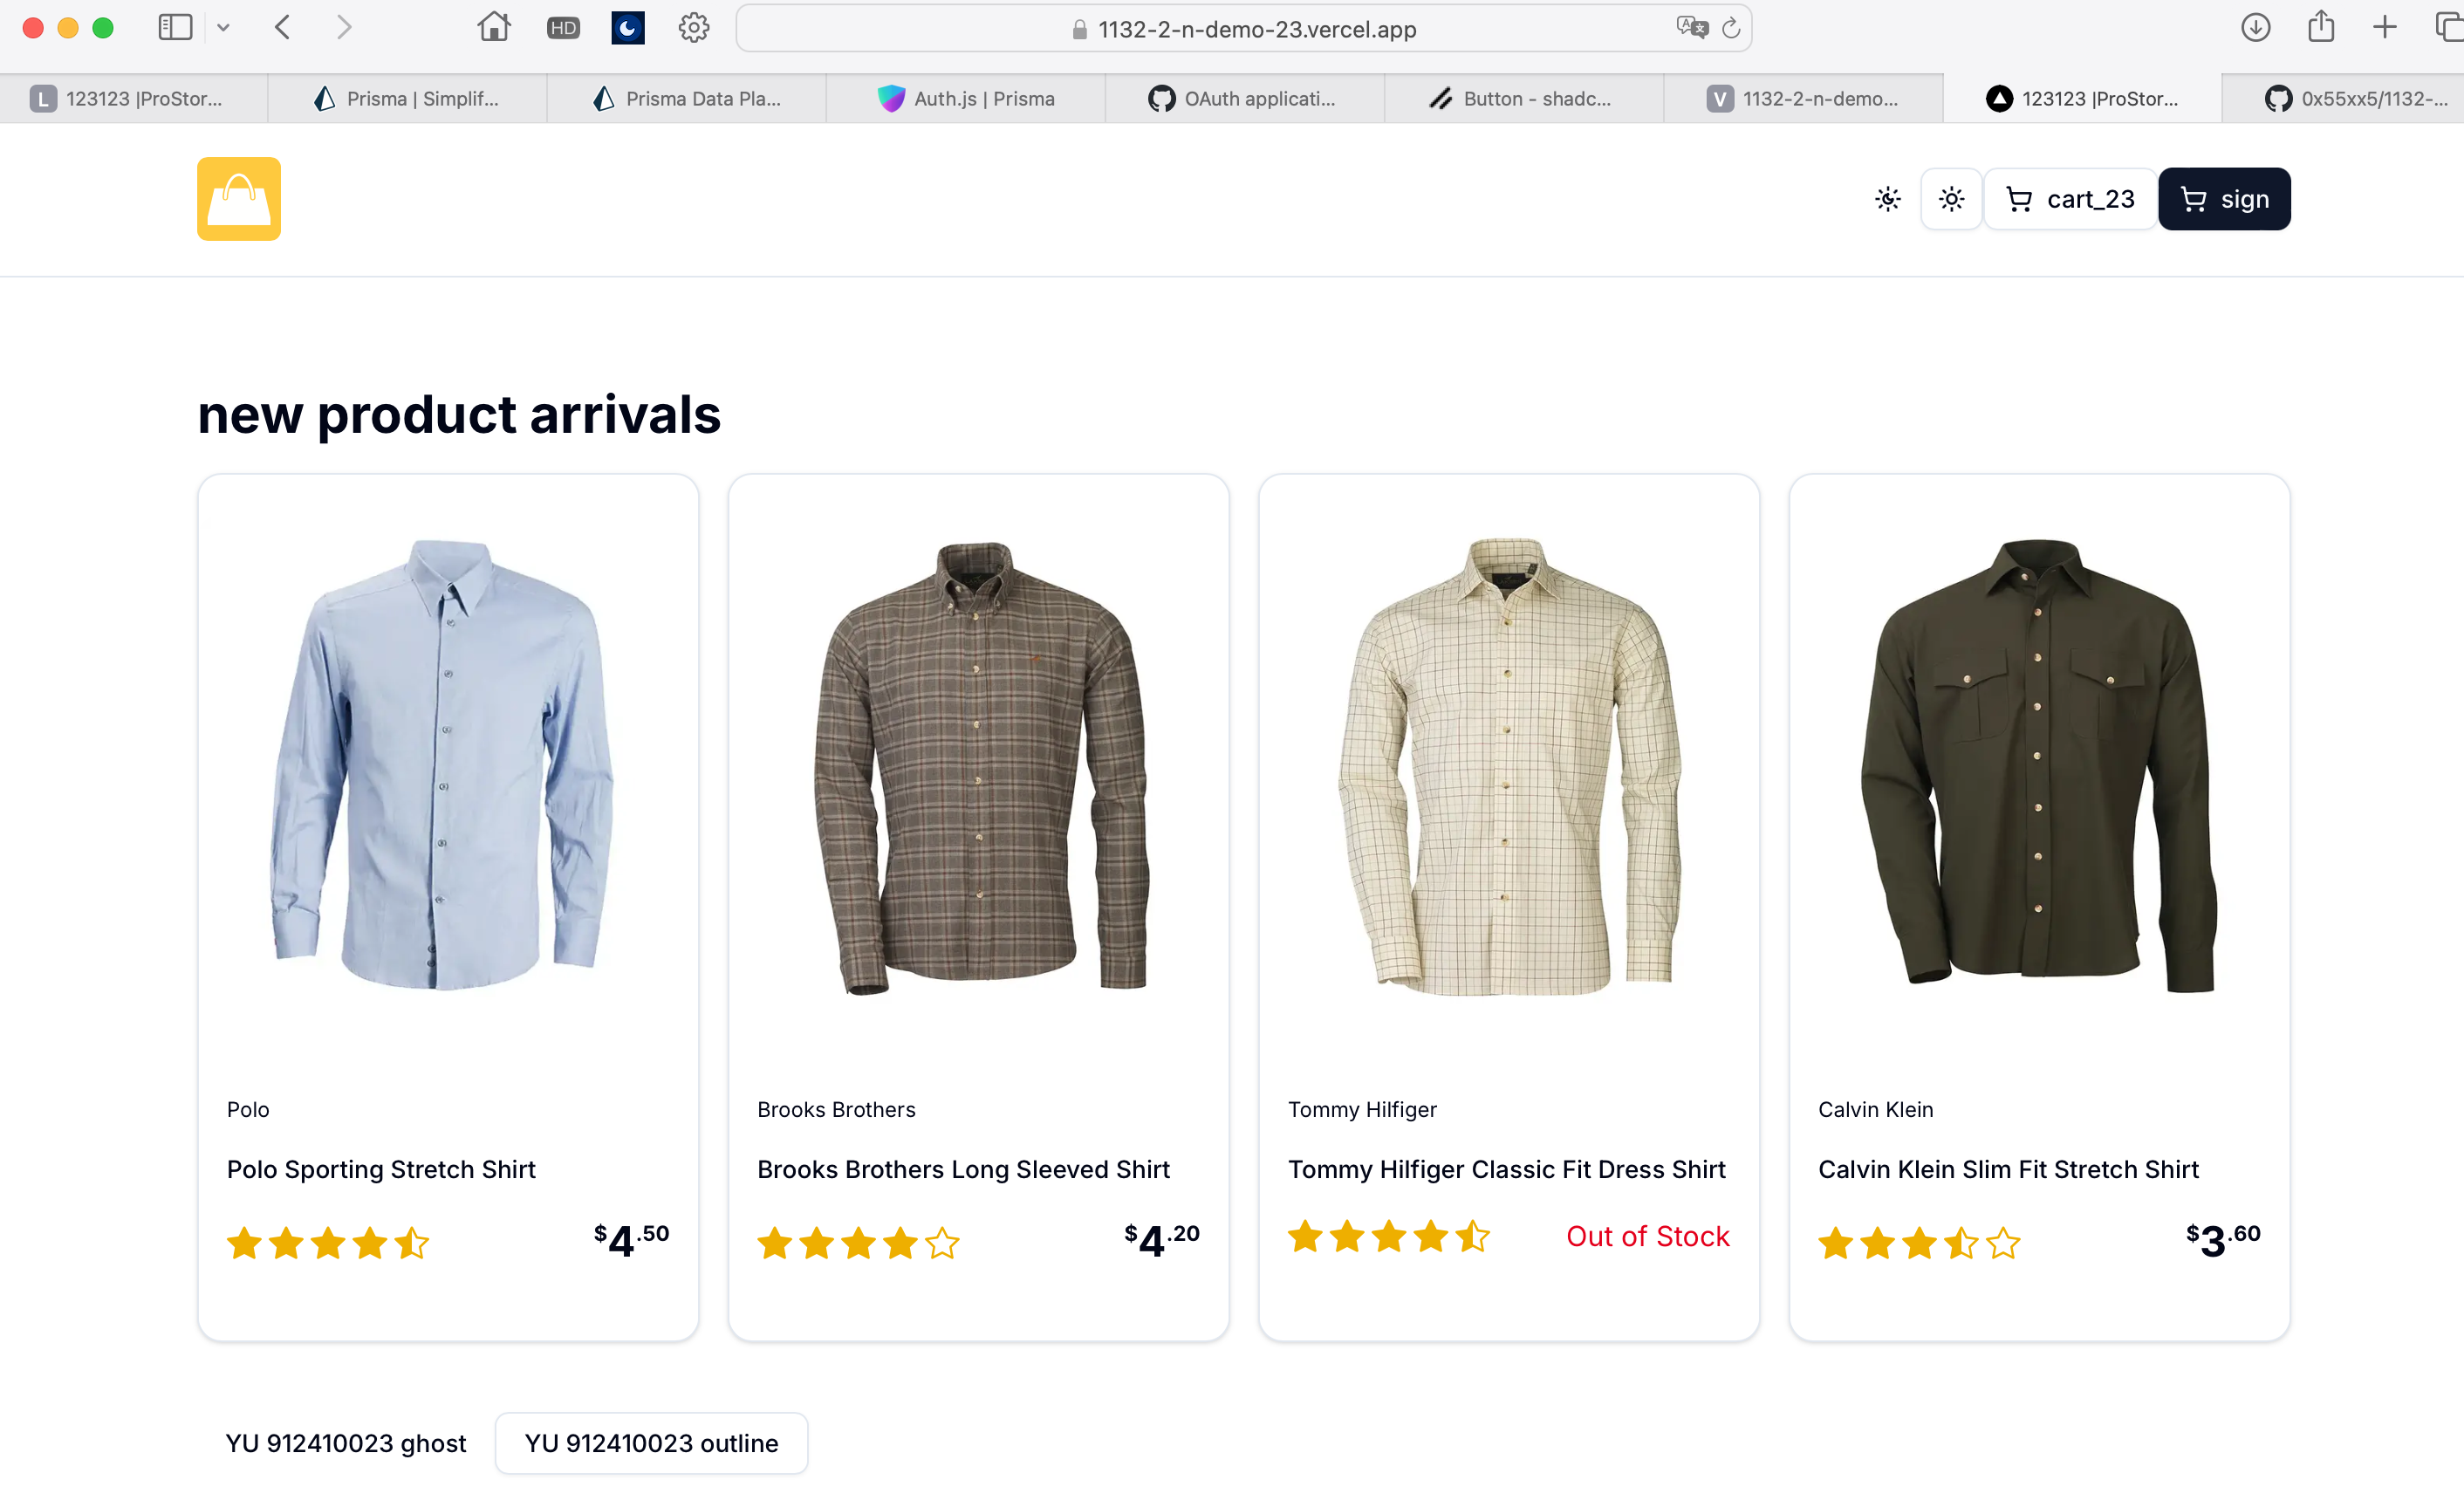 HD
1132-2-n-demo-23.vercel.app
L 123123 |ProStor...
Prisma | Simplif...
Prisma Data Pla...
Auth.js | Prisma
OAuth applicati...
Button - shadc...
V 1132-2-n-demo...
123123 |ProStor...
0x55xx5/1132-...
cart_23
sign
new product arrivals
Polo
Polo Sporting Stretch Shirt
$4.50
Brooks Brothers
Brooks Brothers Long Sleeved Shirt
$4.20
Tommy Hilfiger
Tommy Hilfiger Classic Fit Dress Shirt
Out of Stock
Calvin Klein
Calvin Klein Slim Fit Stretch Shirt
$3.60
YU 912410023 ghost
YU 912410023 outline